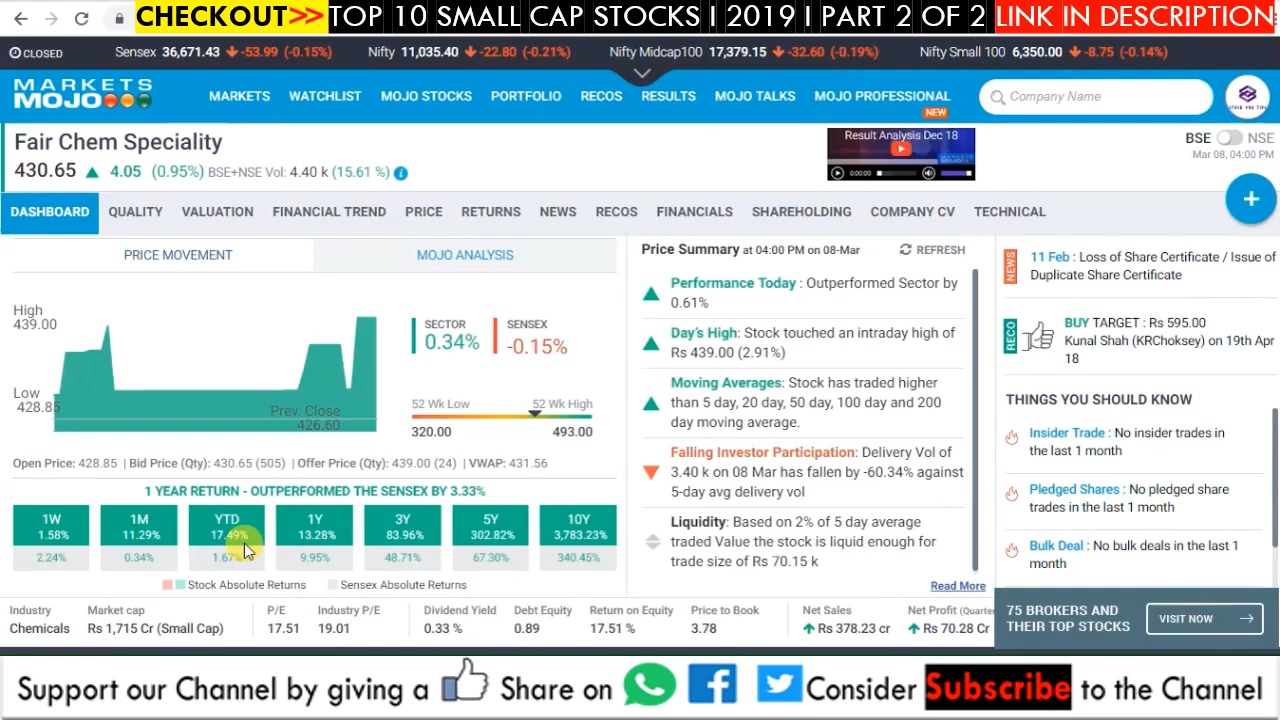 CHECKOUT>> TOP 10 SMALL CAP STOCKS I 2019 I PART 2 OF 2 LINK IN DESCRIPTION
CLOSED Sensex 36,671.43 -53.99 (-0.15%) Nifty 11,035.40 -22.80 (-0.21%) Nifty Midcap100 17,379.15 -32.60 (-0.19%) Nifty Small 100 6,350.00 -8.75 (-0.14%)
MARKETS MOJO
MARKETS WATCHLIST MOJO STOCKS PORTFOLIO RECOS RESULTS MOJO TALKS MOJO PROFESSIONAL NEW
Company Name
Fair Chem Speciality
430.65 4.05 (0.95%) BSE+NSE Vol: 4.40 k (15.61 %)
Result Analysis Dec 18
0:00:00
BSE NSE
Mar 08, 04:00 PM
DASHBOARD QUALITY VALUATION FINANCIAL TREND PRICE RETURNS NEWS RECOS FINANCIALS SHAREHOLDING COMPANY CV TECHNICAL
PRICE MOVEMENT MOJO ANALYSIS
High
439.00
Low
428.85
Prev. Close
426.60
SECTOR
0.34%
SENSEX
-0.15%
52 Wk Low 52 Wk High
320.00 493.00
Open Price: 428.85 | Bid Price (Qty): 430.65 (505) | Offer Price (Qty): 439.00 (24) | VWAP: 431.56
1 YEAR RETURN - OUTPERFORMED THE SENSEX BY 3.33%
1W 1M YTD 1Y 3Y 5Y 10Y
1.58% 11.29% 17.49% 13.28% 83.96% 302.82% 3,783.23%
2.24% 0.34% 1.67% 9.95% 48.71% 67.30% 340.45%
Stock Absolute Returns Sensex Absolute Returns
Price Summary at 04:00 PM on 08-Mar REFRESH
Performance Today : Outperformed Sector by
0.61%
Day's High: Stock touched an intraday high of
Rs 439.00 (2.91%)
Moving Averages: Stock has traded higher
than 5 day, 20 day, 50 day, 100 day and 200
day moving average.
Falling Investor Participation: Delivery Vol of
3.40 k on 08 Mar has fallen by -60.34% against
5-day avg delivery vol
Liquidity: Based on 2% of 5 day average
traded Value the stock is liquid enough for
trade size of Rs 70.15 k
Read More
NEWS
11 Feb : Loss of Share Certificate / Issue of
Duplicate Share Certificate
RECO
BUY TARGET : Rs 595.00
Kunal Shah (KRChoksey) on 19th Apr
18
THINGS YOU SHOULD KNOW
Insider Trade : No insider trades in
the last 1 month
Pledged Shares : No pledged share
trades in the last 1 month
Bulk Deal : No bulk deals in the last 1
month
75 BROKERS AND
THEIR TOP STOCKS
VISIT NOW
Industry Market cap P/E Industry P/E Dividend Yield Debt Equity Return on Equity Price to Book Net Sales Net Profit (Quarte
Chemicals Rs 1,715 Cr (Small Cap) 17.51 19.01 0.33 % 0.89 17.51 % 3.78 Rs 378.23 cr Rs 70.28 Cr
Support our Channel by giving a Share on Consider Subscribe to the Channel